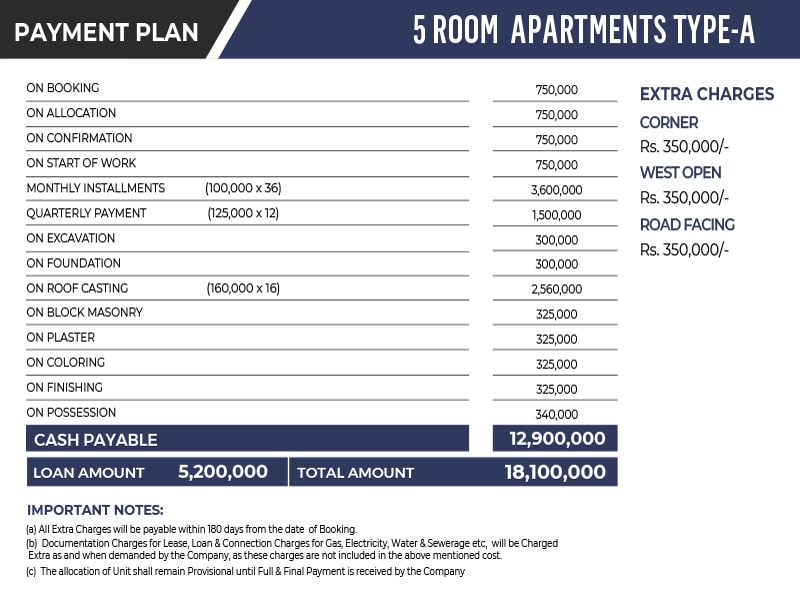 PAYMENT PLAN
5 ROOM APARTMENTS TYPE-A
ON BOOKING 750,000
ON ALLOCATION 750,000
ON CONFIRMATION 750,000
ON START OF WORK 750,000
MONTHLY INSTALLMENTS (100,000 x 36) 3,600,000
QUARTERLY PAYMENT (125,000 x 12) 1,500,000
ON EXCAVATION 300,000
ON FOUNDATION 300,000
ON ROOF CASTING (160,000 x 16) 2,560,000
ON BLOCK MASONRY 325,000
ON PLASTER 325,000
ON COLORING 325,000
ON FINISHING 325,000
ON POSSESSION 340,000
CASH PAYABLE 12,900,000
LOAN AMOUNT 5,200,000 TOTAL AMOUNT 18,100,000
EXTRA CHARGES
CORNER
Rs. 350,000/-
WEST OPEN
Rs. 350,000/-
ROAD FACING
Rs. 350,000/-
IMPORTANT NOTES:
(a) All Extra Charges will be payable within 180 days from the date of Booking.
(b) Documentation Charges for Lease, Loan & Connection Charges for Gas, Electricity, Water & Sewerage etc, will be Charged
Extra as and when demanded by the Company, as these charges are not included in the above mentioned cost.
(c) The allocation of Unit shall remain Provisional until Full & Final Payment is received by the Company